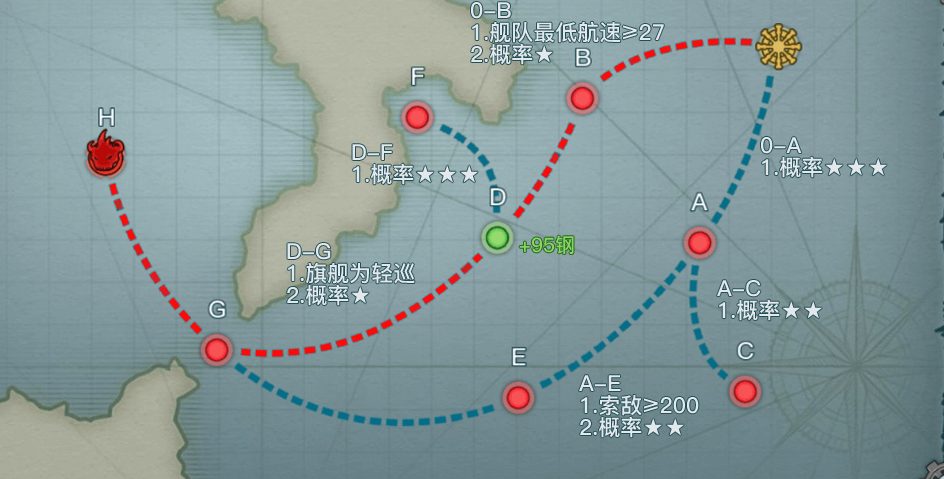 0-B
1.舰队最低航速≥27
2.概率★
B
F
H
D-F
1.概率★★★
0-A
1.概率★★★
D
A
+95钢
D-G
1.旗舰为轻巡
2.概率★
A-C
1.概率★★
G
E
C
A-E
1.索敌≥200
2.概率★★